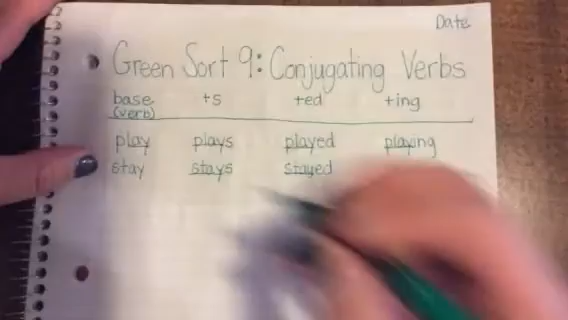 Date
Green Sort 9: Conjugating Verbs
base +s +ed +ing
(verb)
play plays played playing
stay stays stayed